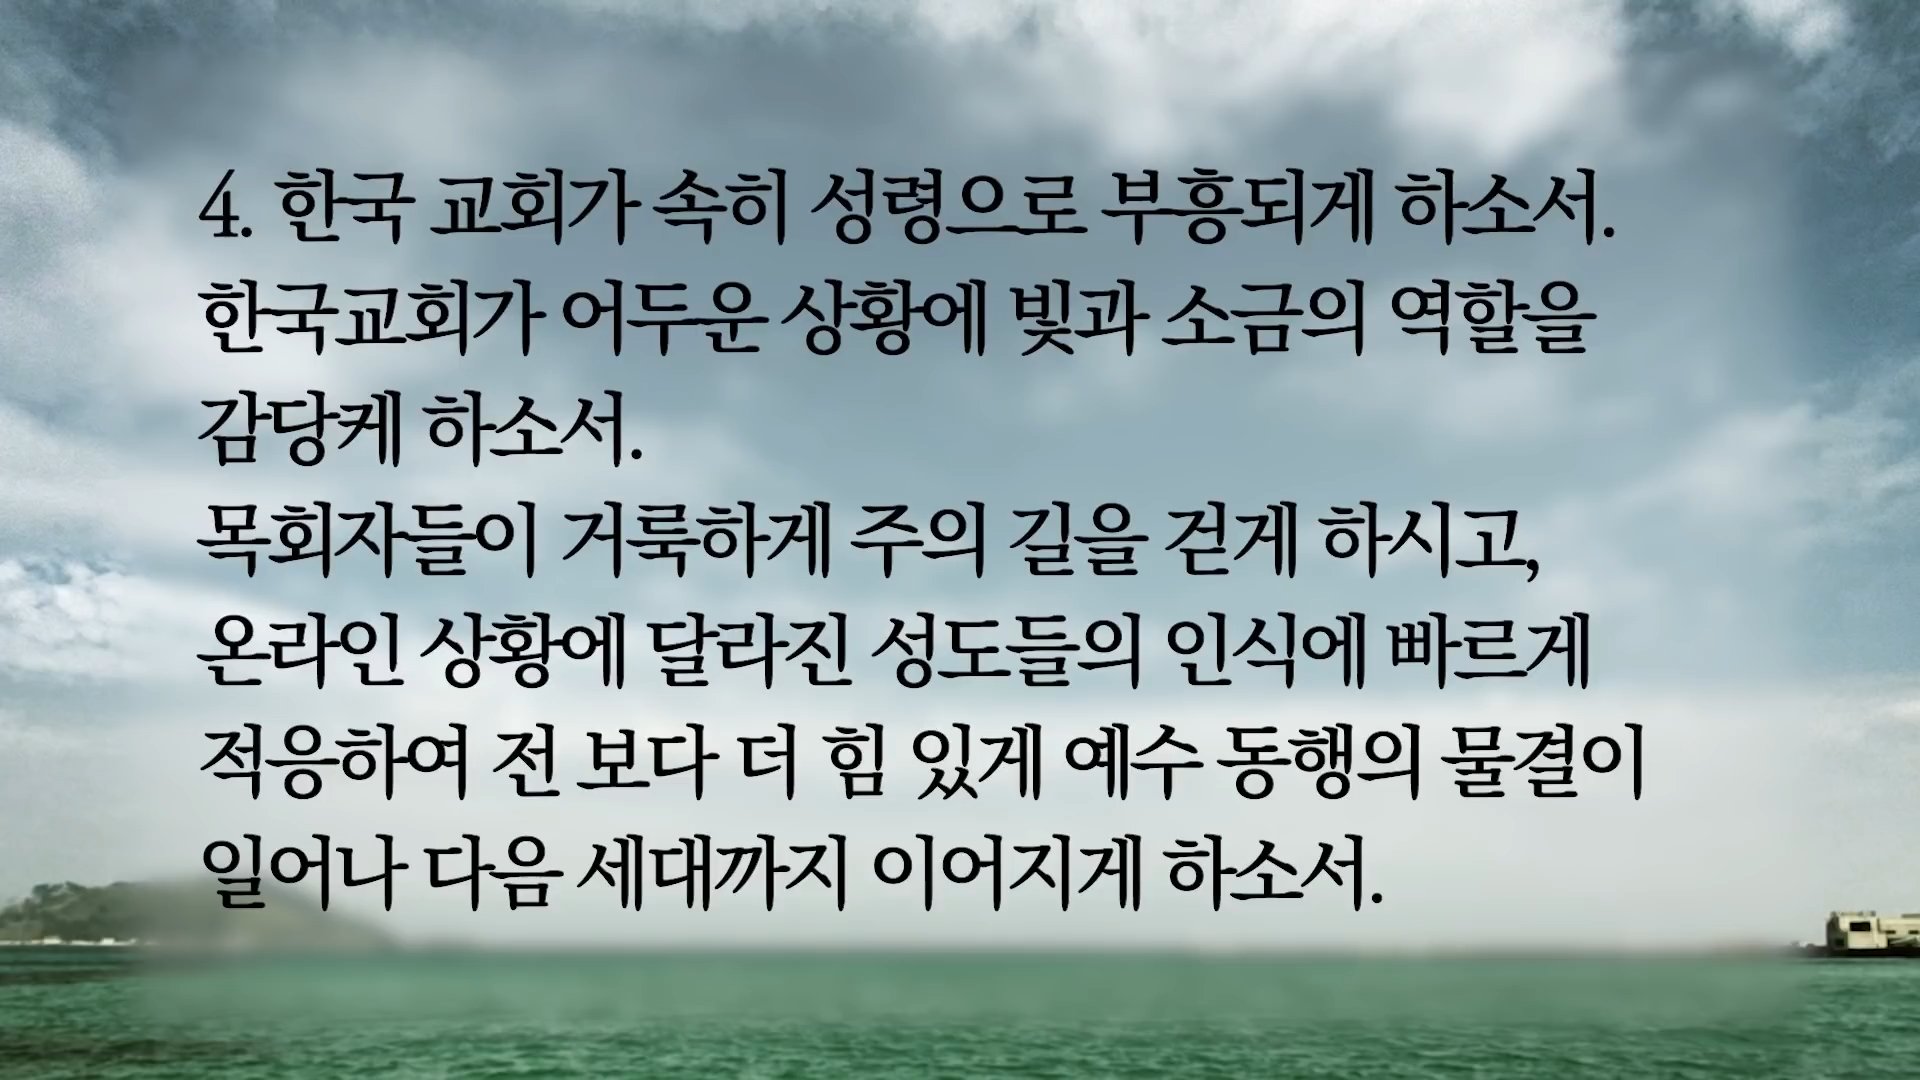 4. 한국 교회가 속히 성령으로 부흥되게 하소서.
한국교회가 어두운 상황에 빛과 소금의 역할을
감당케 하소서.
목회자들이 거룩하게 주의 길을 걷게 하시고,
온라인 상황에 달라진 성도들의 인식에 빠르게
적응하여 전 보다 더 힘 있게 예수 동행의 물결이
일어나 다음 세대까지 이어지게 하소서.